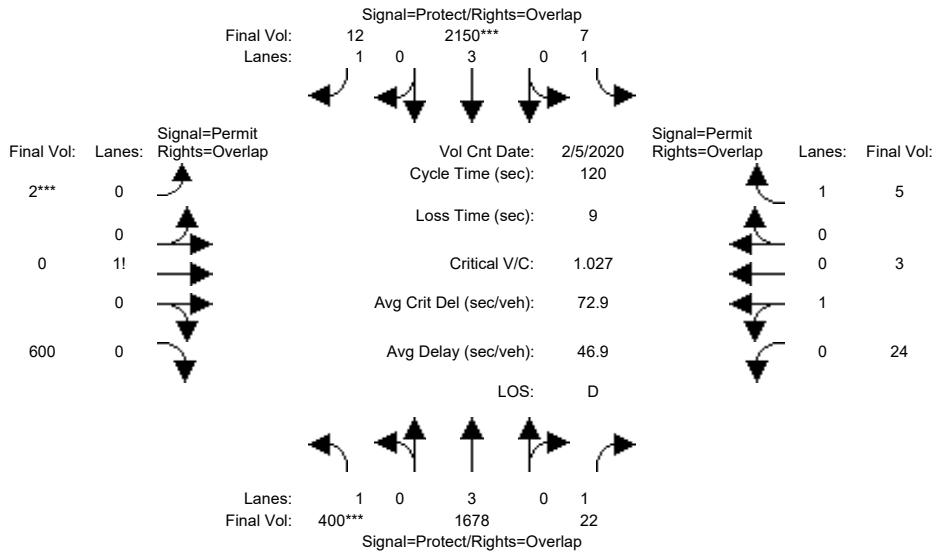 Signal=Protect/Rights=Overlap
Final Vol: 12 2150*** 7
Lanes: 1 0 3 0 1
Signal=Permit
Final Vol: Lanes: Rights=Overlap
Vol Cnt Date: 2/5/2020
Signal=Permit
Rights=Overlap Lanes: Final Vol:
Cycle Time (sec): 120
2*** 0
1 5
Loss Time (sec): 9
0
0
0 1!
Critical V/C: 1.027
0 3
0
Avg Crit Del (sec/veh): 72.9
1
600 0
Avg Delay (sec/veh): 46.9
0 24
LOS: D
Lanes: 1 0 3 0 1
Final Vol: 400*** 1678 22
Signal=Protect/Rights=Overlap